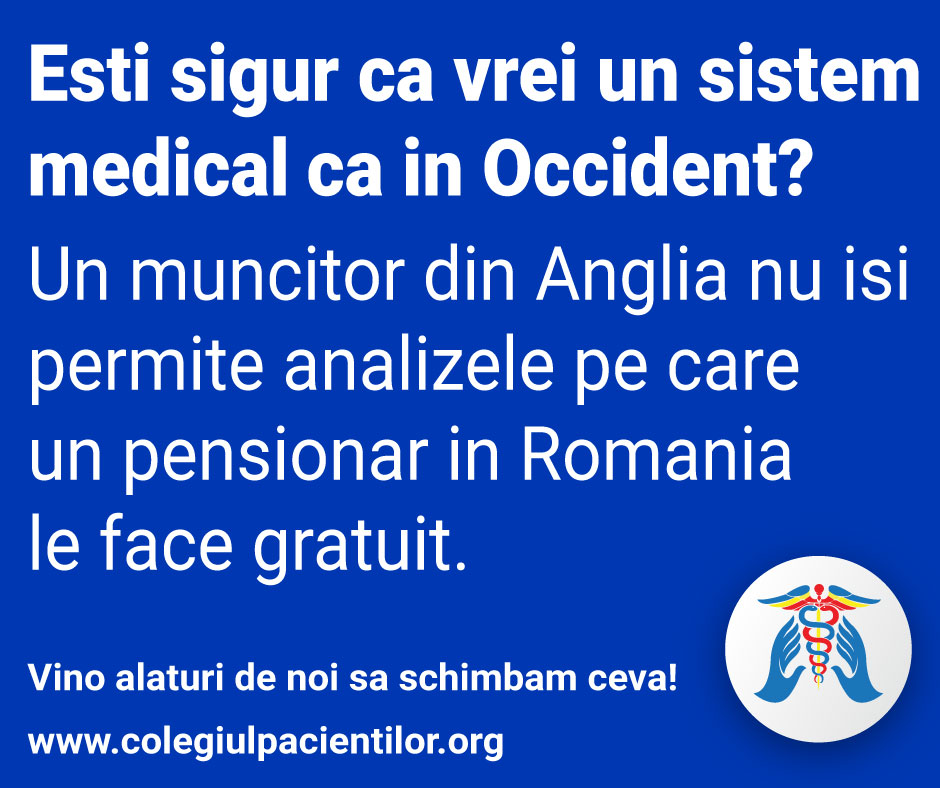 Esti sigur ca vrei un sistem
medical ca in Occident?
Un muncitor din Anglia nu isi
permite analizele pe care
un pensionar in Romania
le face gratuit.
Vino alaturi de noi sa schimbam ceva!
www.colegiulpacientilor.org